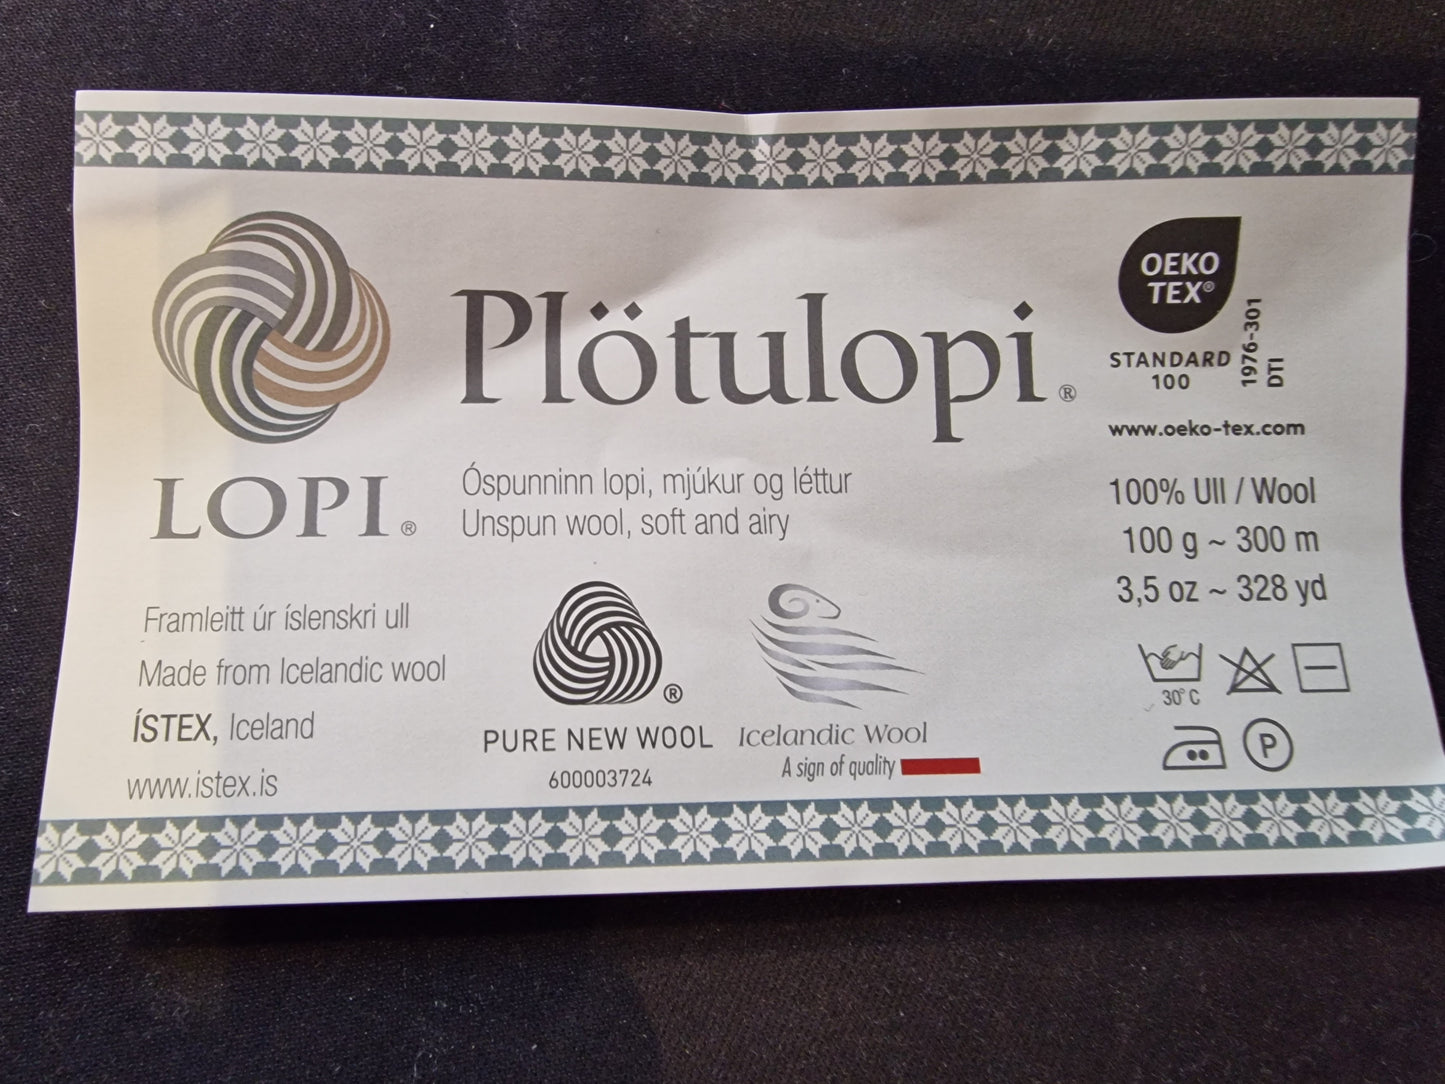 Plötulopi®
LOPI®
Óspunninn lopi, mjúkur og léttur
Unspun wool, soft and airy
Framleitt úr íslenskri ull
Made from Icelandic wool
ÍSTEX, Iceland
www.istex.is
®
PURE NEW WOOL
600003724
Icelandic Wool
A sign of quality
OEKO
TEX®
STANDARD
100
1976-301
DTI
www.oeko-tex.com
100% Ull / Wool
100 g ~ 300 m
3,5 oz ~ 328 yd
30°C
P